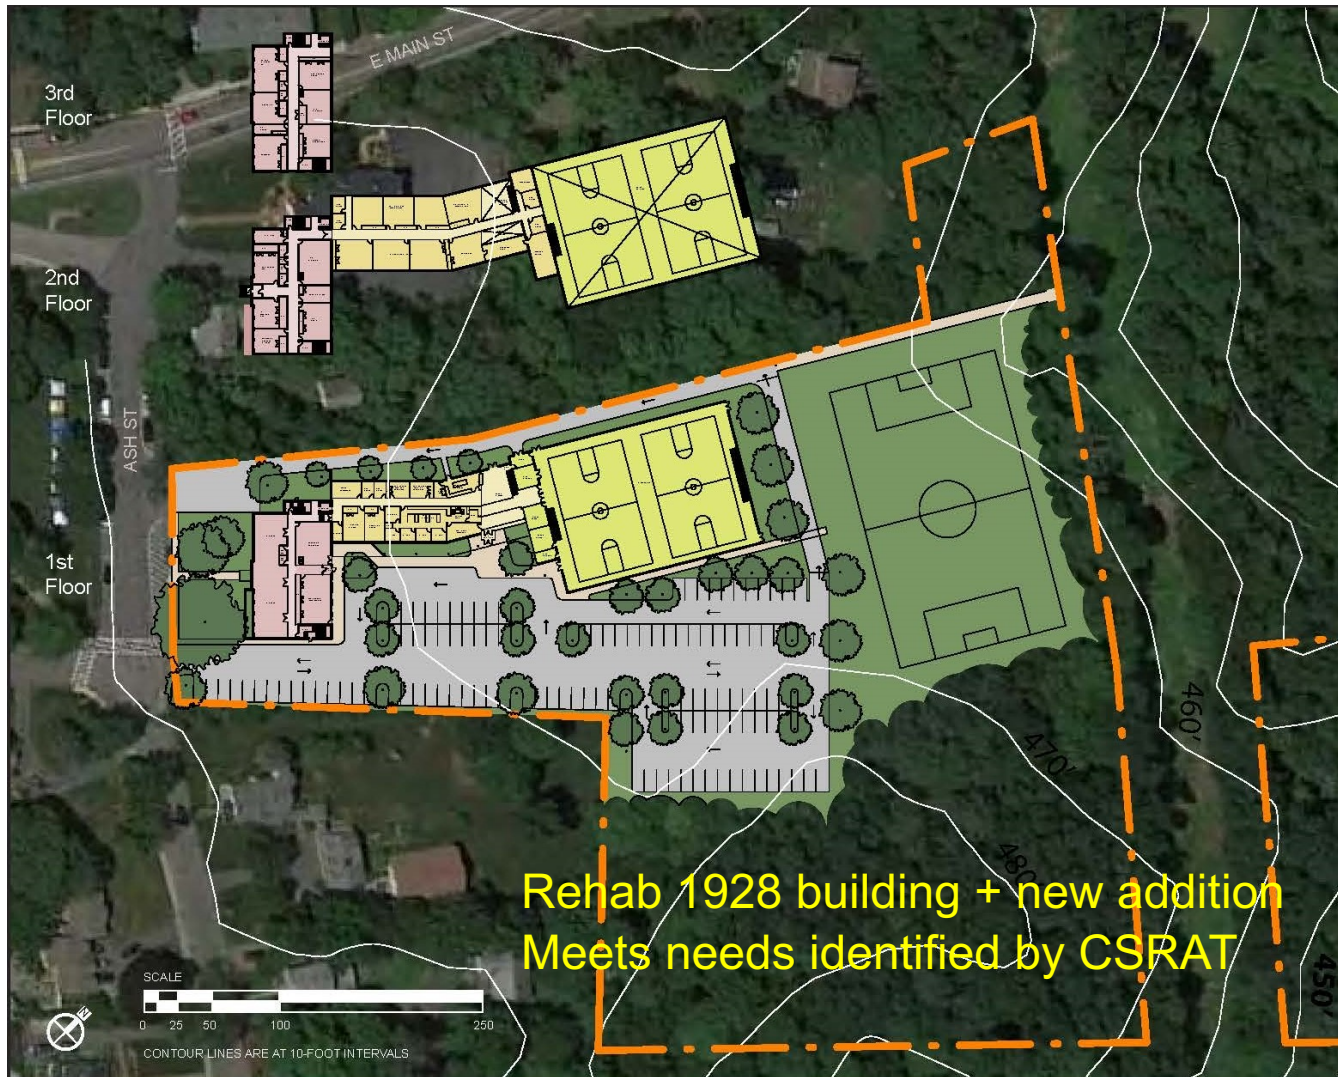 E MAIN ST
3rd
Floor
2nd
Floor
ASH ST
1st
Floor
460'
470'
480'
Rehab 1928 building + new addition
Meets needs identified by CSRAT
450'
SCALE
0 25 50 100 250
CONTOUR LINES ARE AT 10-FOOT INTERVALS
N